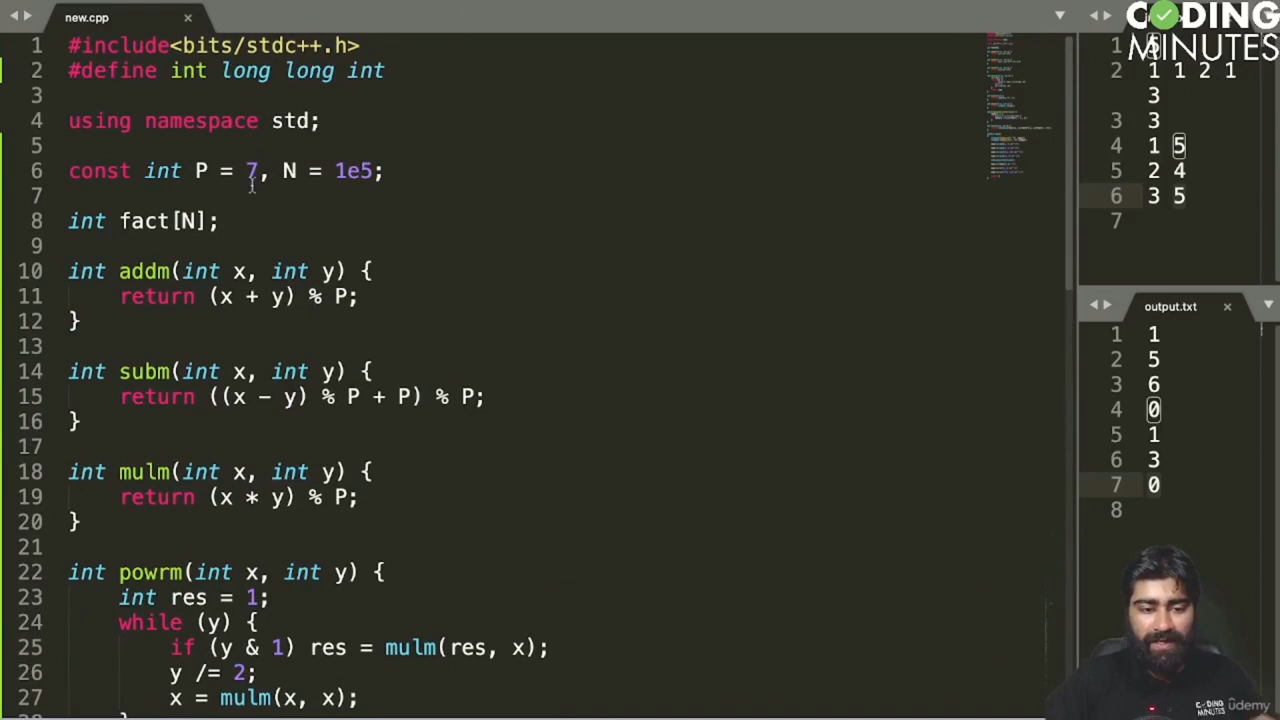 new.cpp
1 #include<bits/stdc++.h>
2 #define int long long int
3
4 using namespace std;
5
6 const int P = 7, N = 1e5;
7
8 int fact[N];
9
10 int addm(int x, int y) {
11 return (x + y) % P;
12 }
13
14 int subm(int x, int y) {
15 return ((x - y) % P + P) % P;
16 }
17
18 int mulm(int x, int y) {
19 return (x * y) % P;
20 }
21
22 int powrm(int x, int y) {
23 int res = 1;
24 while (y) {
25 if (y & 1) res = mulm(res, x);
26 y /= 2;
27 x = mulm(x, x);
CODING
MINUTES
1 5
2 1 1 2 1
3
3 3
4 1 5
5 2 4
6 3 5
7
output.txt
1 1
2 5
3 6
4 0
5 1
6 3
7 0
8
CODING
MINUTES
udemy